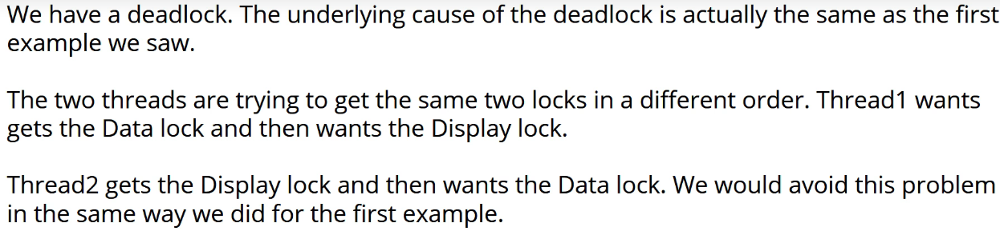 We have a deadlock. The underlying cause of the deadlock is actually the same as the first
example we saw.
The two threads are trying to get the same two locks in a different order. Thread1 wants
gets the Data lock and then wants the Display lock.
Thread2 gets the Display lock and then wants the Data lock. We would avoid this problem
in the same way we did for the first example.